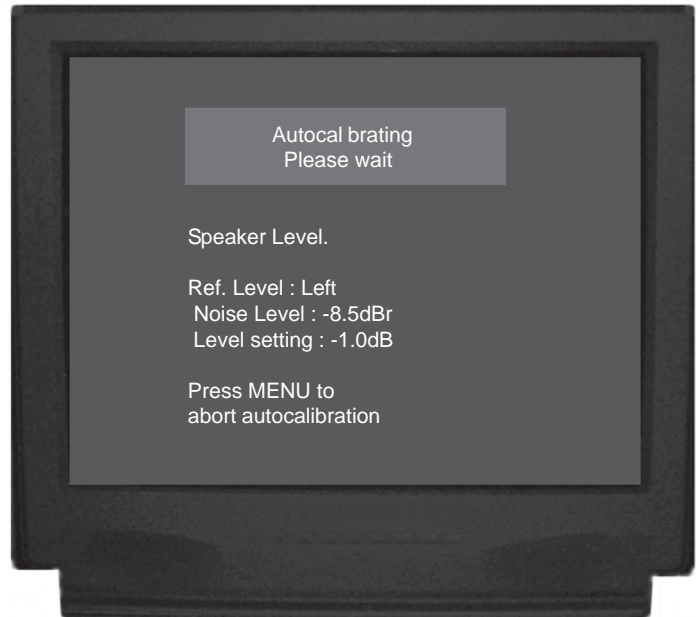 Autocal brating
Please wait
Speaker Level.
Ref. Level : Left
Noise Level : -8.5dBr
Level setting : -1.0dB
Press MENU to
abort autocalibration